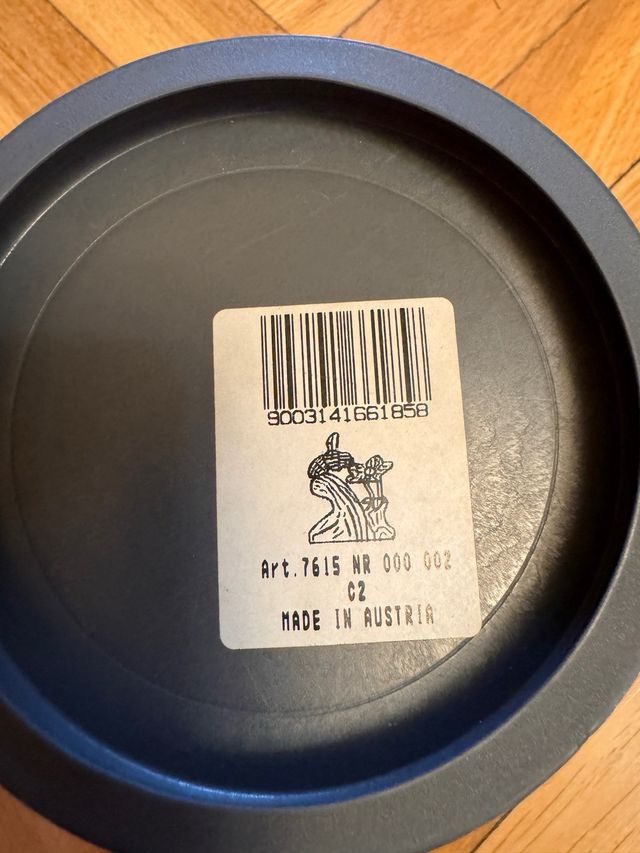 9003141661858
Art.7615 NR 000 002
C2
MADE IN AUSTRIA